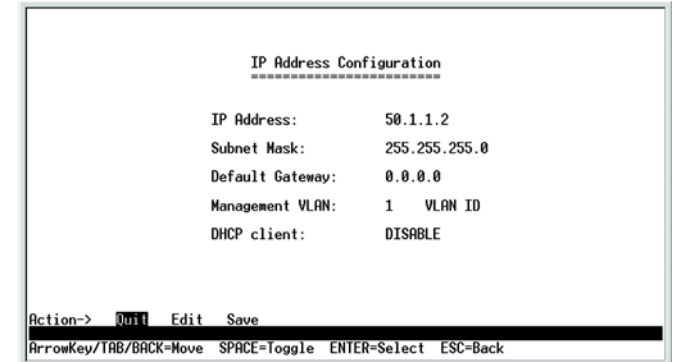 IP Address Configuration
========================
IP Address: 50.1.1.2
Subnet Mask: 255.255.255.0
Default Gateway: 0.0.0.0
Management VLAN: 1 VLAN ID
DHCP client: DISABLE
Action-> Quit Edit Save
ArrowKey/TAB/BACK=Move SPACE=Toggle ENTER=Select ESC=Back